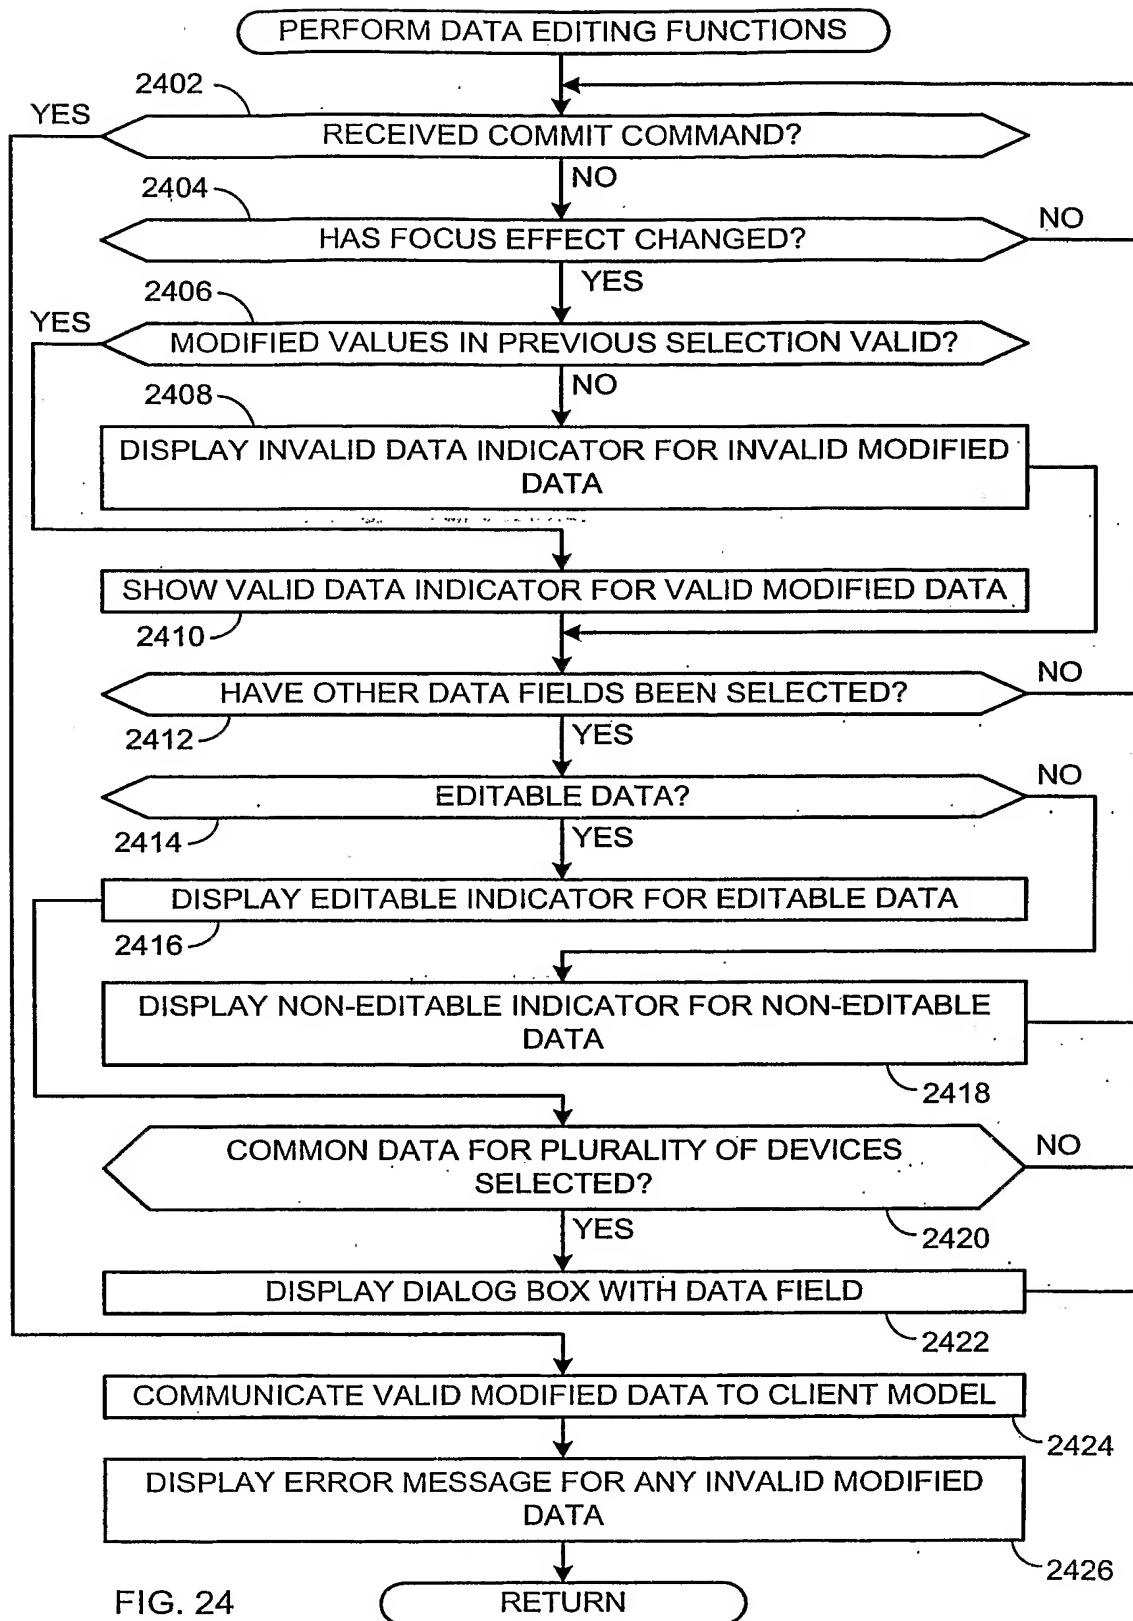 PERFORM DATA EDITING FUNCTIONS
2402
YES
RECEIVED COMMIT COMMAND?
NO
2404
NO
HAS FOCUS EFFECT CHANGED?
YES
2406
YES
MODIFIED VALUES IN PREVIOUS SELECTION VALID?
NO
2408
DISPLAY INVALID DATA INDICATOR FOR INVALID MODIFIED
DATA
SHOW VALID DATA INDICATOR FOR VALID MODIFIED DATA
2410
NO
HAVE OTHER DATA FIELDS BEEN SELECTED?
2412
YES
NO
EDITABLE DATA?
2414
YES
DISPLAY EDITABLE INDICATOR FOR EDITABLE DATA
2416
DISPLAY NON-EDITABLE INDICATOR FOR NON-EDITABLE
DATA
2418
COMMON DATA FOR PLURALITY OF DEVICES
SELECTED?
NO
2420
YES
DISPLAY DIALOG BOX WITH DATA FIELD
2422
COMMUNICATE VALID MODIFIED DATA TO CLIENT MODEL
2424
DISPLAY ERROR MESSAGE FOR ANY INVALID MODIFIED
DATA
2426
FIG. 24
RETURN